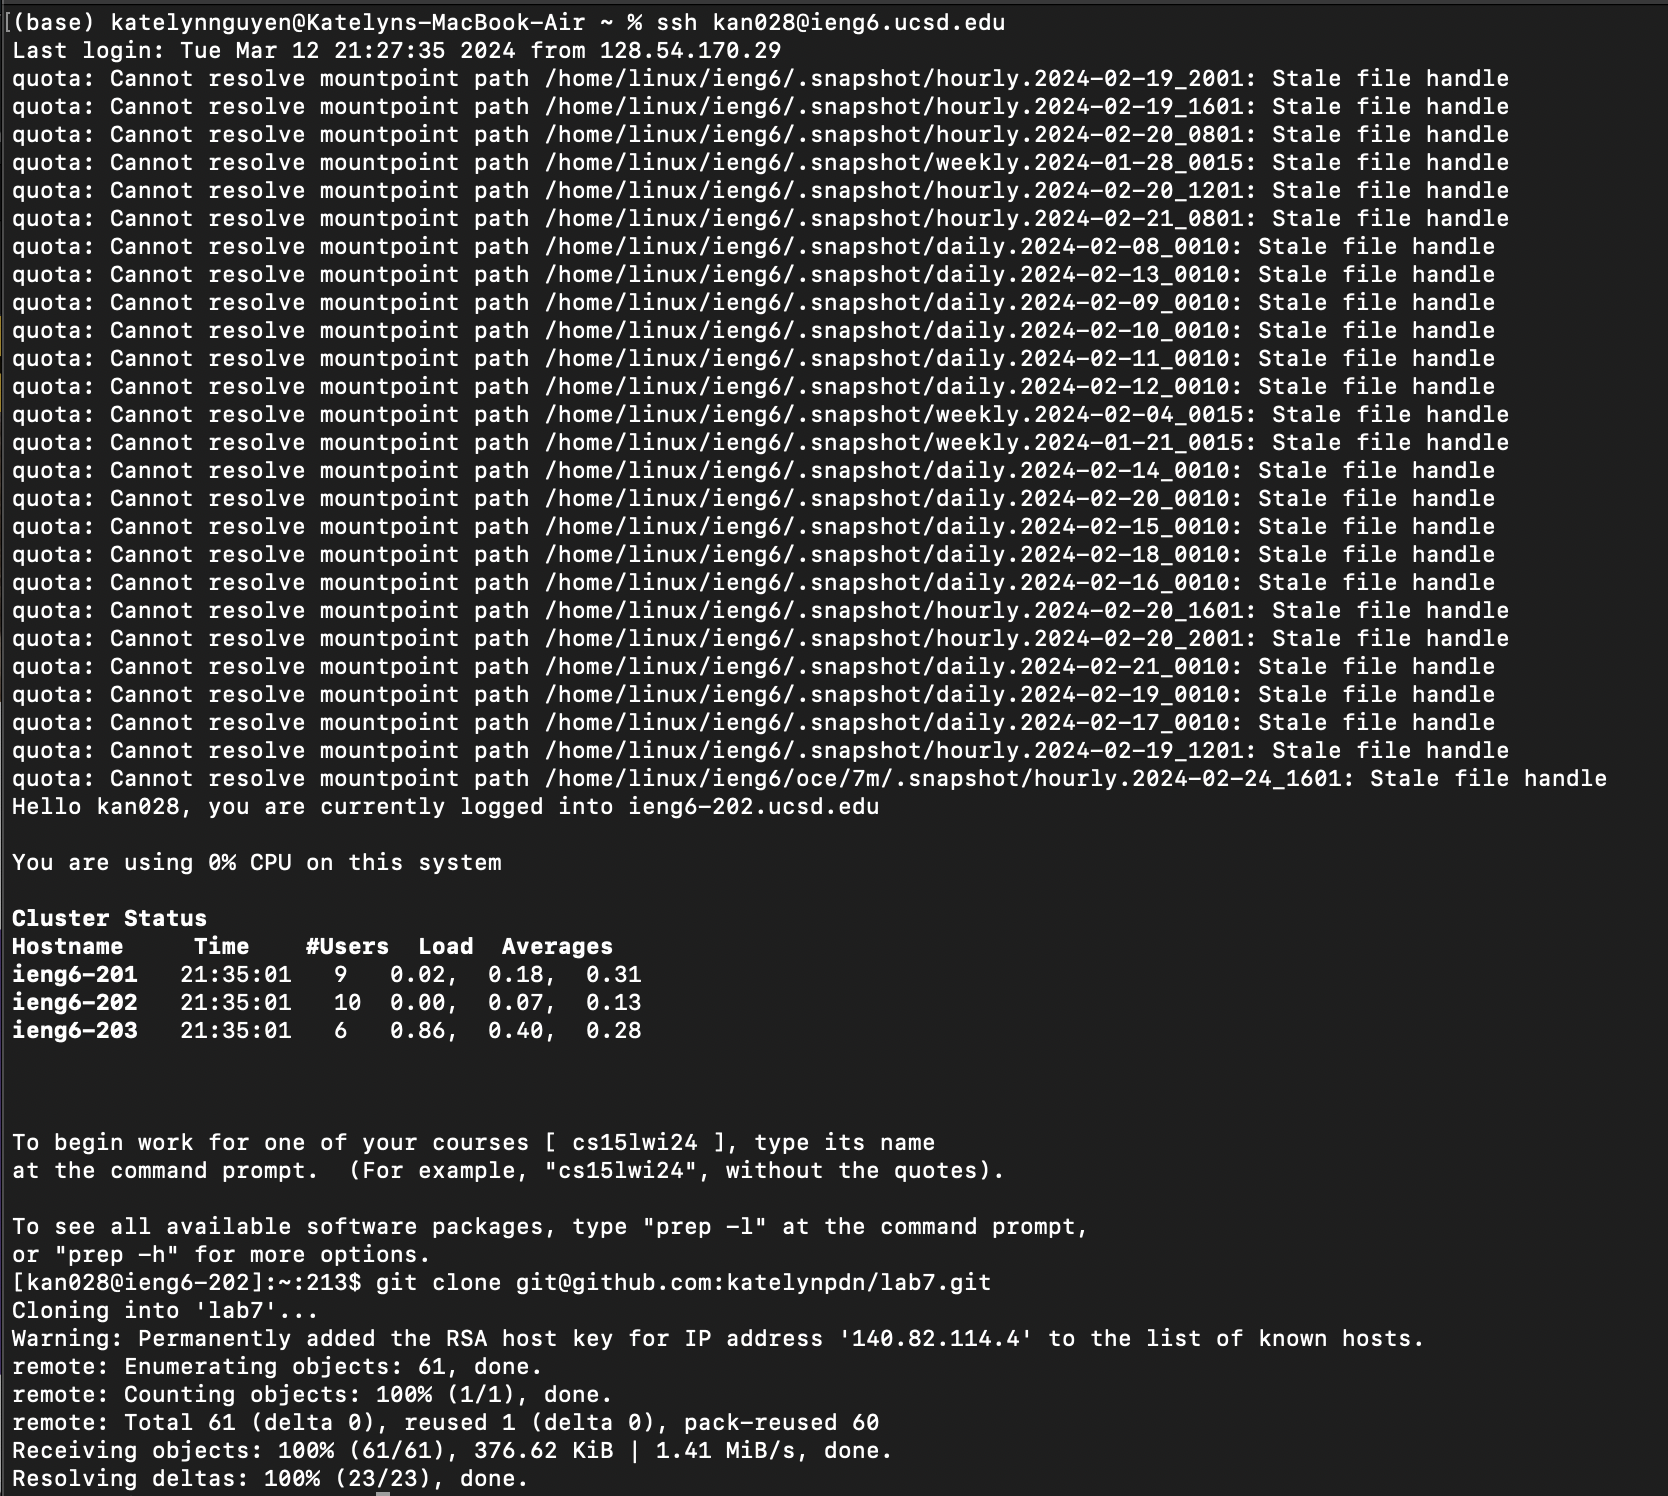 [(base) katelynnguyen@Katelyns-MacBook-Air ~ % ssh kan028@ieng6.ucsd.edu
Last login: Tue Mar 12 21:27:35 2024 from 128.54.170.29
quota: Cannot resolve mountpoint path /home/linux/ieng6/.snapshot/hourly.2024-02-19_2001: Stale file handle
quota: Cannot resolve mountpoint path /home/linux/ieng6/.snapshot/hourly.2024-02-19_1601: Stale file handle
quota: Cannot resolve mountpoint path /home/linux/ieng6/.snapshot/hourly.2024-02-20_0801: Stale file handle
quota: Cannot resolve mountpoint path /home/linux/ieng6/.snapshot/weekly.2024-01-28_0015: Stale file handle
quota: Cannot resolve mountpoint path /home/linux/ieng6/.snapshot/hourly.2024-02-20_1201: Stale file handle
quota: Cannot resolve mountpoint path /home/linux/ieng6/.snapshot/hourly.2024-02-21_0801: Stale file handle
quota: Cannot resolve mountpoint path /home/linux/ieng6/.snapshot/daily.2024-02-08_0010: Stale file handle
quota: Cannot resolve mountpoint path /home/linux/ieng6/.snapshot/daily.2024-02-13_0010: Stale file handle
quota: Cannot resolve mountpoint path /home/linux/ieng6/.snapshot/daily.2024-02-09_0010: Stale file handle
quota: Cannot resolve mountpoint path /home/linux/ieng6/.snapshot/daily.2024-02-10_0010: Stale file handle
quota: Cannot resolve mountpoint path /home/linux/ieng6/.snapshot/daily.2024-02-11_0010: Stale file handle
quota: Cannot resolve mountpoint path /home/linux/ieng6/.snapshot/daily.2024-02-12_0010: Stale file handle
quota: Cannot resolve mountpoint path /home/linux/ieng6/.snapshot/weekly.2024-02-04_0015: Stale file handle
quota: Cannot resolve mountpoint path /home/linux/ieng6/.snapshot/weekly.2024-01-21_0015: Stale file handle
quota: Cannot resolve mountpoint path /home/linux/ieng6/.snapshot/daily.2024-02-14_0010: Stale file handle
quota: Cannot resolve mountpoint path /home/linux/ieng6/.snapshot/daily.2024-02-20_0010: Stale file handle
quota: Cannot resolve mountpoint path /home/linux/ieng6/.snapshot/daily.2024-02-15_0010: Stale file handle
quota: Cannot resolve mountpoint path /home/linux/ieng6/.snapshot/daily.2024-02-18_0010: Stale file handle
quota: Cannot resolve mountpoint path /home/linux/ieng6/.snapshot/daily.2024-02-16_0010: Stale file handle
quota: Cannot resolve mountpoint path /home/linux/ieng6/.snapshot/hourly.2024-02-20_1601: Stale file handle
quota: Cannot resolve mountpoint path /home/linux/ieng6/.snapshot/hourly.2024-02-20_2001: Stale file handle
quota: Cannot resolve mountpoint path /home/linux/ieng6/.snapshot/daily.2024-02-21_0010: Stale file handle
quota: Cannot resolve mountpoint path /home/linux/ieng6/.snapshot/daily.2024-02-19_0010: Stale file handle
quota: Cannot resolve mountpoint path /home/linux/ieng6/.snapshot/daily.2024-02-17_0010: Stale file handle
quota: Cannot resolve mountpoint path /home/linux/ieng6/.snapshot/hourly.2024-02-19_1201: Stale file handle
quota: Cannot resolve mountpoint path /home/linux/ieng6/oce/7m/.snapshot/hourly.2024-02-24_1601: Stale file handle
Hello kan028, you are currently logged into ieng6-202.ucsd.edu
You are using 0% CPU on this system
Cluster Status
Hostname     Time    #Users  Load  Averages
ieng6-201   21:35:01   9   0.02,  0.18,  0.31
ieng6-202   21:35:01   10  0.00,  0.07,  0.13
ieng6-203   21:35:01   6   0.86,  0.40,  0.28
To begin work for one of your courses [ cs15lwi24 ], type its name
at the command prompt.  (For example, "cs15lwi24", without the quotes).
To see all available software packages, type "prep -l" at the command prompt,
or "prep -h" for more options.
[kan028@ieng6-202]:~:213$ git clone git@github.com:katelynpdn/lab7.git
Cloning into 'lab7'...
Warning: Permanently added the RSA host key for IP address '140.82.114.4' to the list of known hosts.
remote: Enumerating objects: 61, done.
remote: Counting objects: 100% (1/1), done.
remote: Total 61 (delta 0), reused 1 (delta 0), pack-reused 60
Receiving objects: 100% (61/61), 376.62 KiB | 1.41 MiB/s, done.
Resolving deltas: 100% (23/23), done.